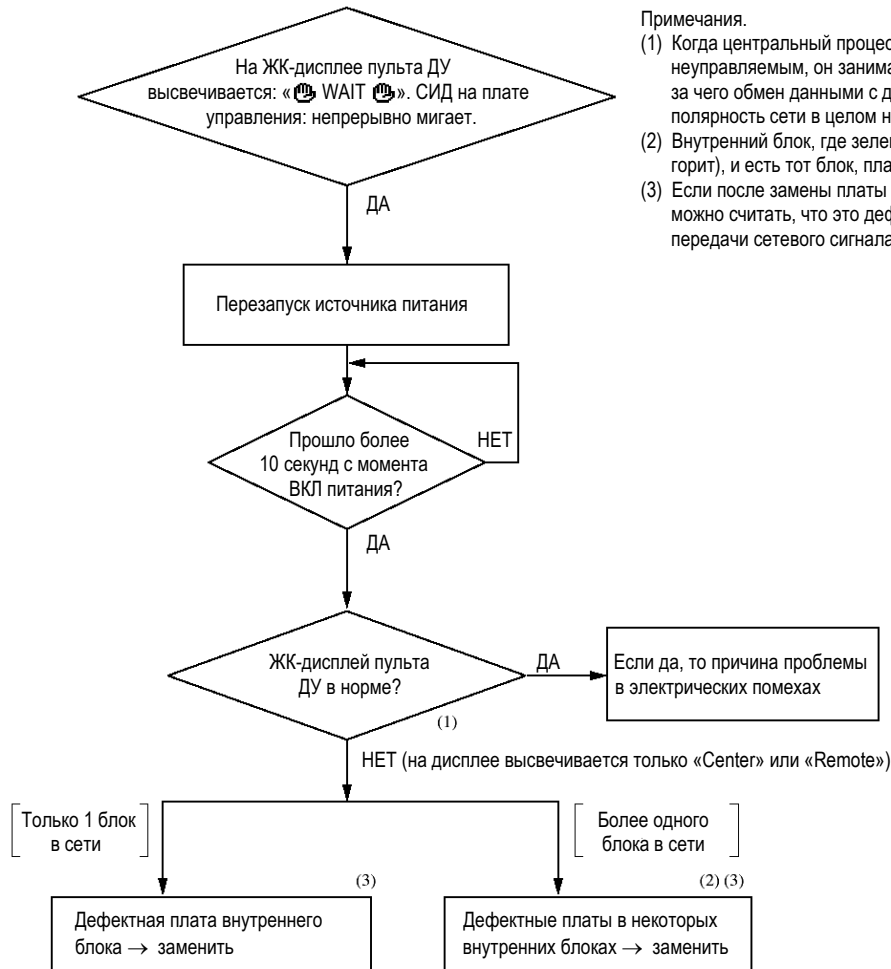 Примечания.
(1) Когда центральный
неуправляемым, он
за чего обмен данными с
полярность сети в целом
(2) Внутренний блок, где
горит), и есть тот блок,
(3) Если после замены платы
можно считать, что это
передачи сетевого сигнала
На ЖК-дисплее пульта ДУ
высвечивается: « WAIT ». СИД на плате
управления: непрерывно мигает.
ДА
Перезапуск источника питания
Прошло более
10 секунд с момента
ВКЛ питания?
НЕТ
ДА
ЖК-дисплей пульта
ДУ в норме?
(1)
ДА
Если да, то причина проблемы
в электрических помехах
НЕТ (на дисплее высвечивается только «Center» или «Remote»)
Только 1 блок
в сети
Более одного
блока в сети
(3)
Дефектная плата внутреннего
блока → заменить
(2) (3)
Дефектные платы в некоторых
внутренних блоках → заменить